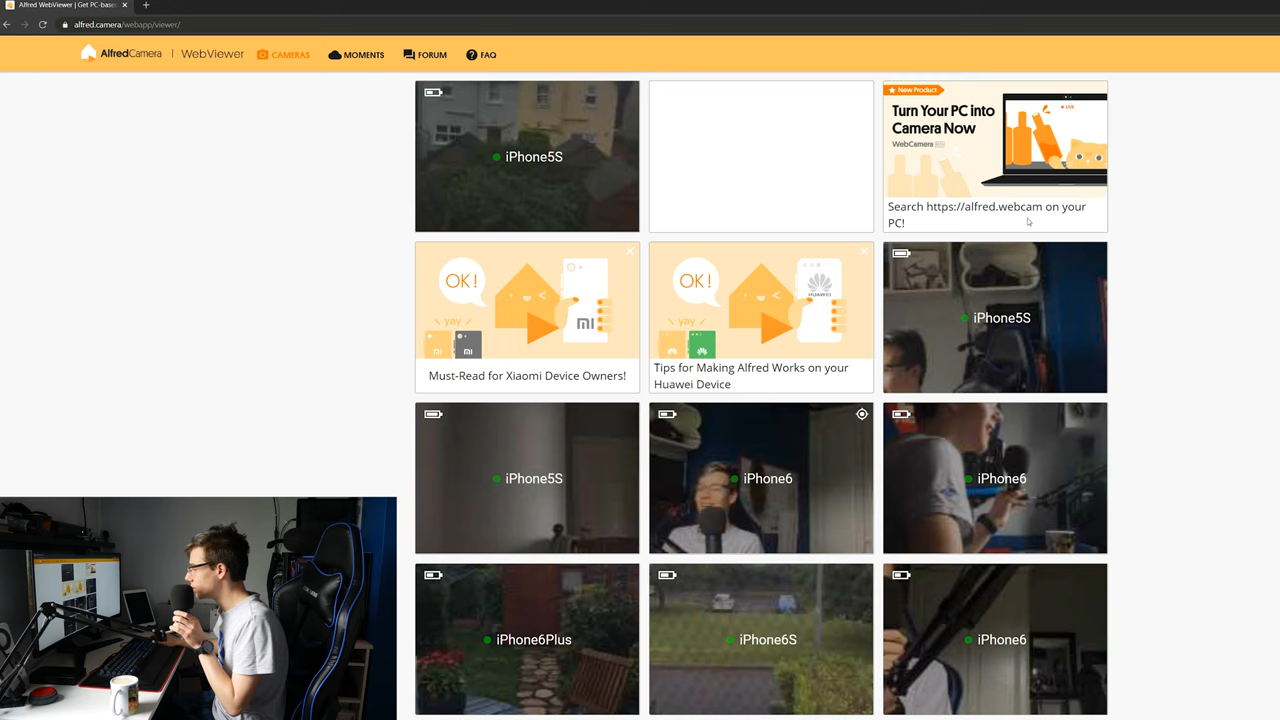 Alfred WebViewer | Get PC-base
alfred.camera/webapp/viewer/
AlfredCamera | WebViewer CAMERAS MOMENTS FORUM FAQ
iPhone5S
New Product
Turn Your PC into
Camera Now
WebCamera
LIVE
Search https://alfred.webcam on your
PC!
OK!
yay
MI
MI
MI
Must-Read for Xiaomi Device Owners!
OK!
yay
HUAWEI
Tips for Making Alfred Works on your
Huawei Device
iPhone5S
iPhone5S
iPhone6
iPhone6
iPhone6Plus
iPhone6S
iPhone6